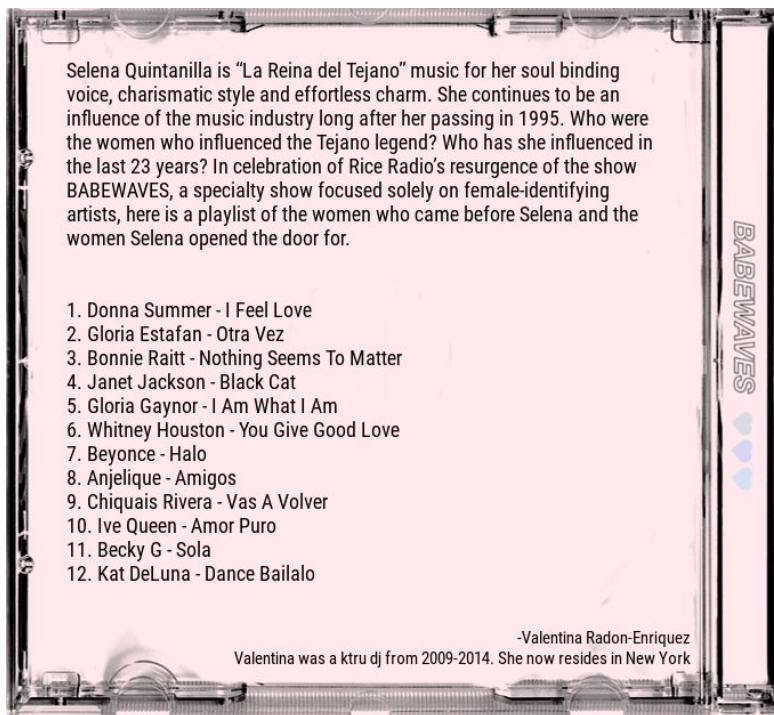 Selena Quintanilla is “La Reina del Tejano” music for her soul binding
voice, charismatic style and effortless charm. She continues to be an
influence of the music industry long after her passing in 1995. Who were
the women who influenced the Tejano legend? Who has she influenced in
the last 23 years? In celebration of Rice Radio’s resurgence of the show
BABEWAVES, a specialty show focused solely on female-identifying
artists, here is a playlist of the women who came before Selena and the
women Selena opened the door for.
1. Donna Summer - I Feel Love
2. Gloria Estafan - Otra Vez
3. Bonnie Raitt - Nothing Seems To Matter
4. Janet Jackson - Black Cat
5. Gloria Gaynor - I Am What I Am
6. Whitney Houston - You Give Good Love
7. Beyonce - Halo
8. Anjelique - Amigos
9. Chiquais Rivera - Vas A Volver
10. Ive Queen - Amor Puro
11. Becky G - Sola
12. Kat DeLuna - Dance Bailalo
-Valentina Radon-Enriquez
Valentina was a ktru dj from 2009-2014. She now resides in New York
BABEWAVES